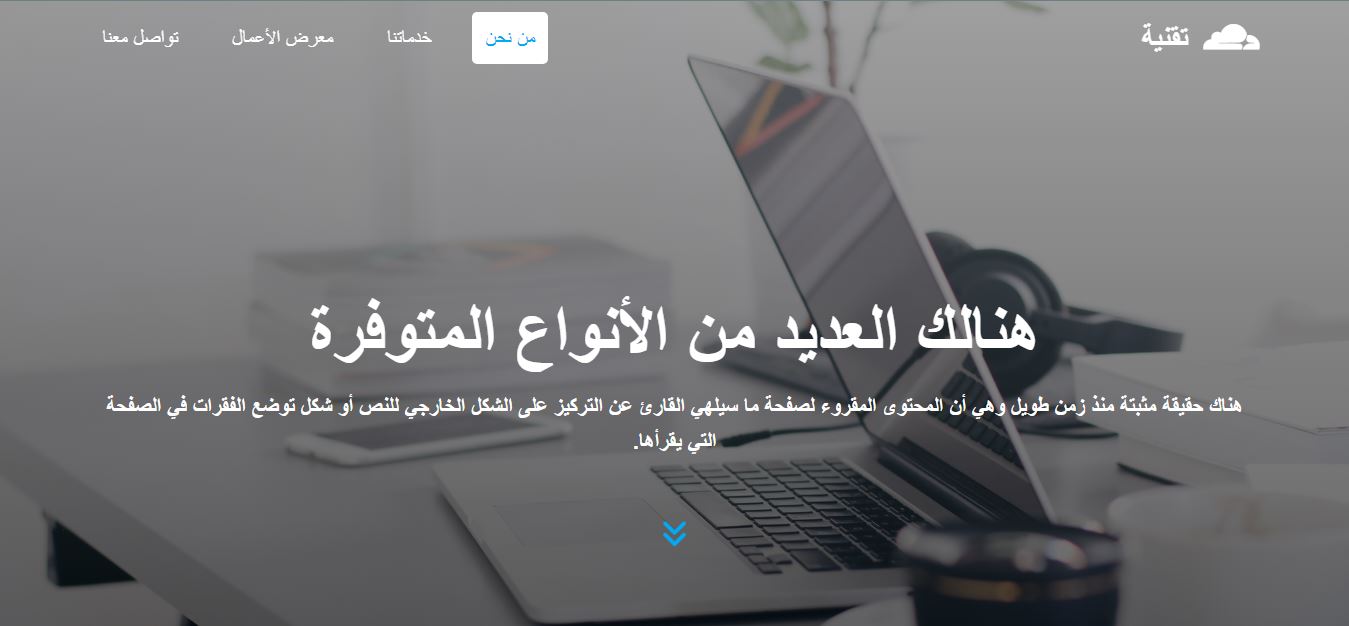 تقنية
من نحن
خدماتنا
معرض الأعمال
تواصل معنا
هنالك العديد من الأنواع المتوفرة
هناك حقيقة مثبتة منذ زمن طويل وهي أن المحتوى المقروء لصفحة ما سيلهي القارئ عن التركيز على الشكل الخارجي للنص أو شكل توضع الفقرات في الصفحة
التي يقرأها.